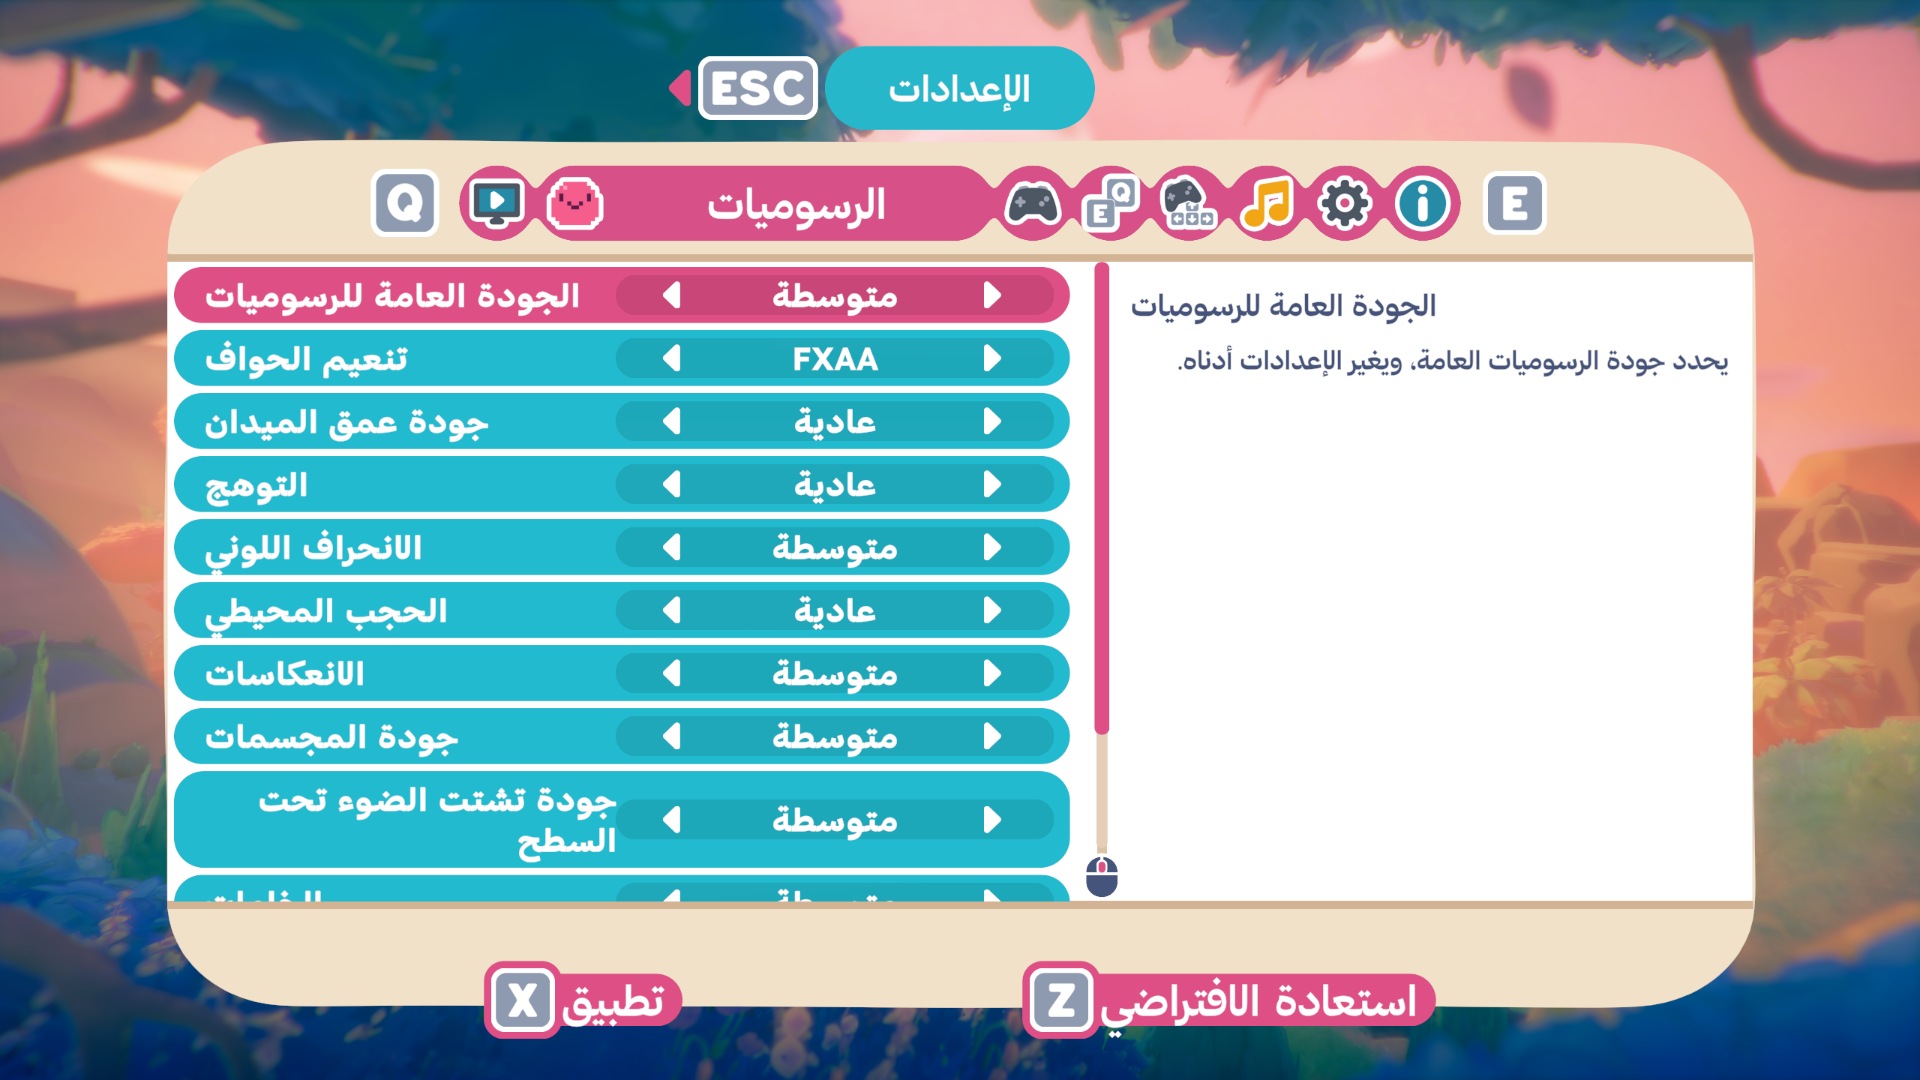 ESC الإعدادات
Q الرسوميات Q E E
الجودة العامة للرسوميات متوسطة
تنعيم الحواف FXAA
جودة عمق الميدان عادية
التوهج عادية
الانحراف اللوني متوسطة
الحجب المحيطي عادية
الانعكاسات متوسطة
جودة المجسمات متوسطة
جودة تشتت الضوء تحت
السطح
متوسطة
متوسطة
الجودة العامة للرسوميات
يحدد جودة الرسوميات العامة، ويغير الإعدادات أدناه.
X تطبيق
Z استعادة الافتراضي